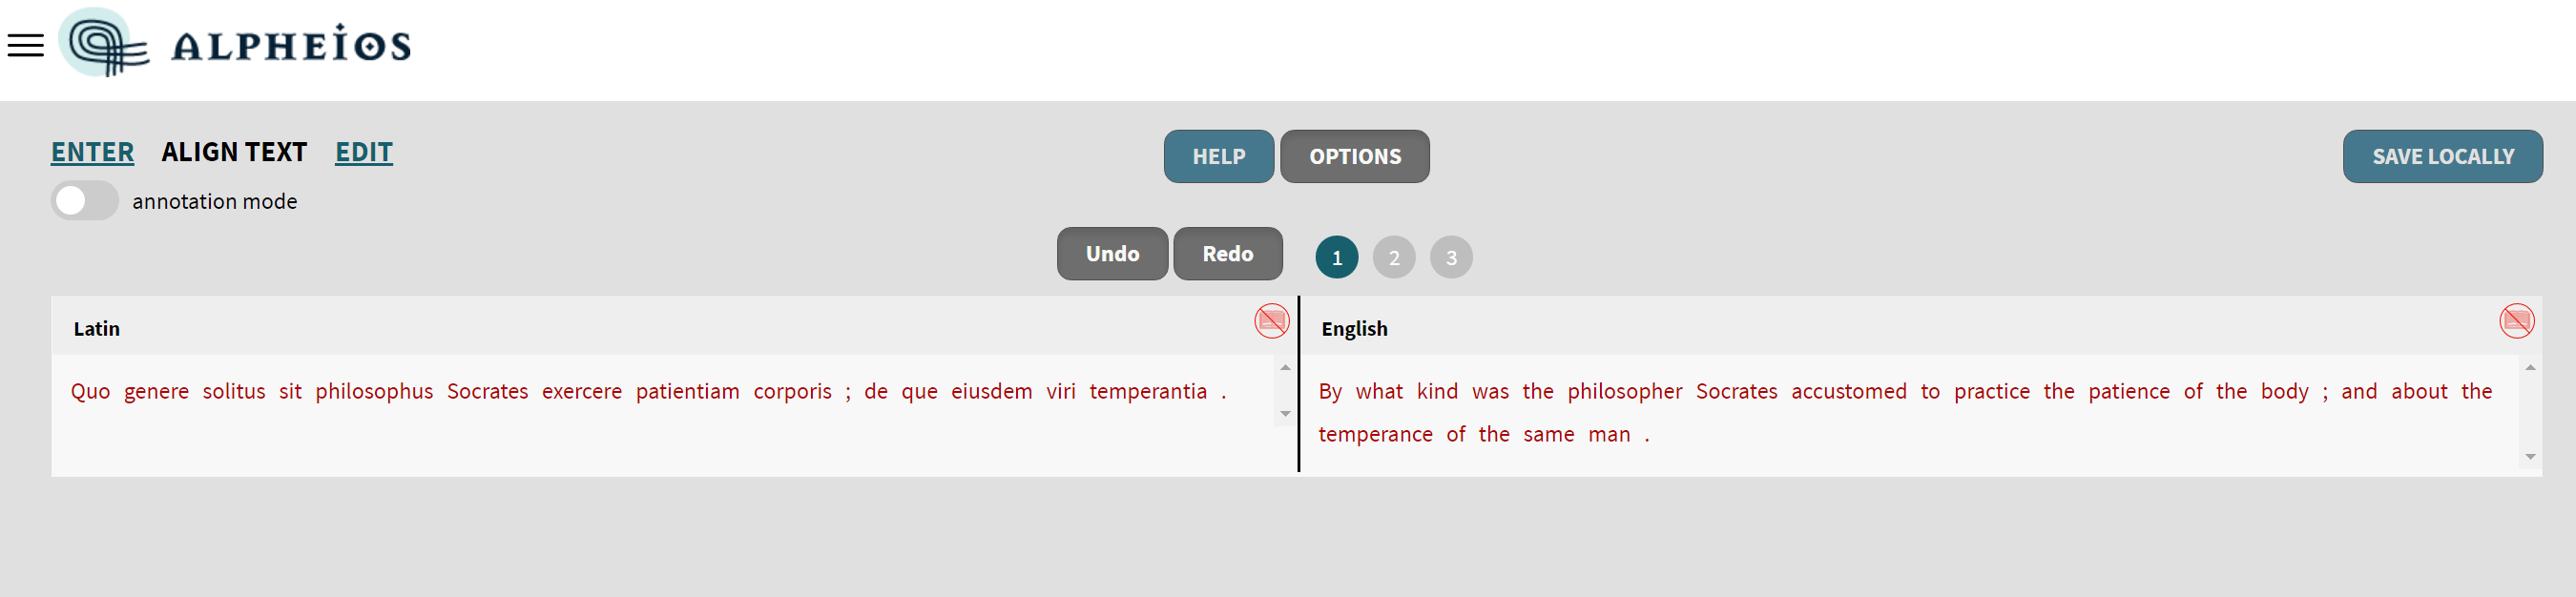 ALPHEIOS
ENTER ALIGN TEXT EDIT
HELP OPTIONS
SAVE LOCALLY
annotation mode
Undo Redo 1 2 3
Latin
Quo genere solitus sit philosophus Socrates exercere patientiam corporis ; de que eiusdem viri temperantia .
English
By what kind was the philosopher Socrates accustomed to practice the patience of the body ; and about the
temperance of the same man .